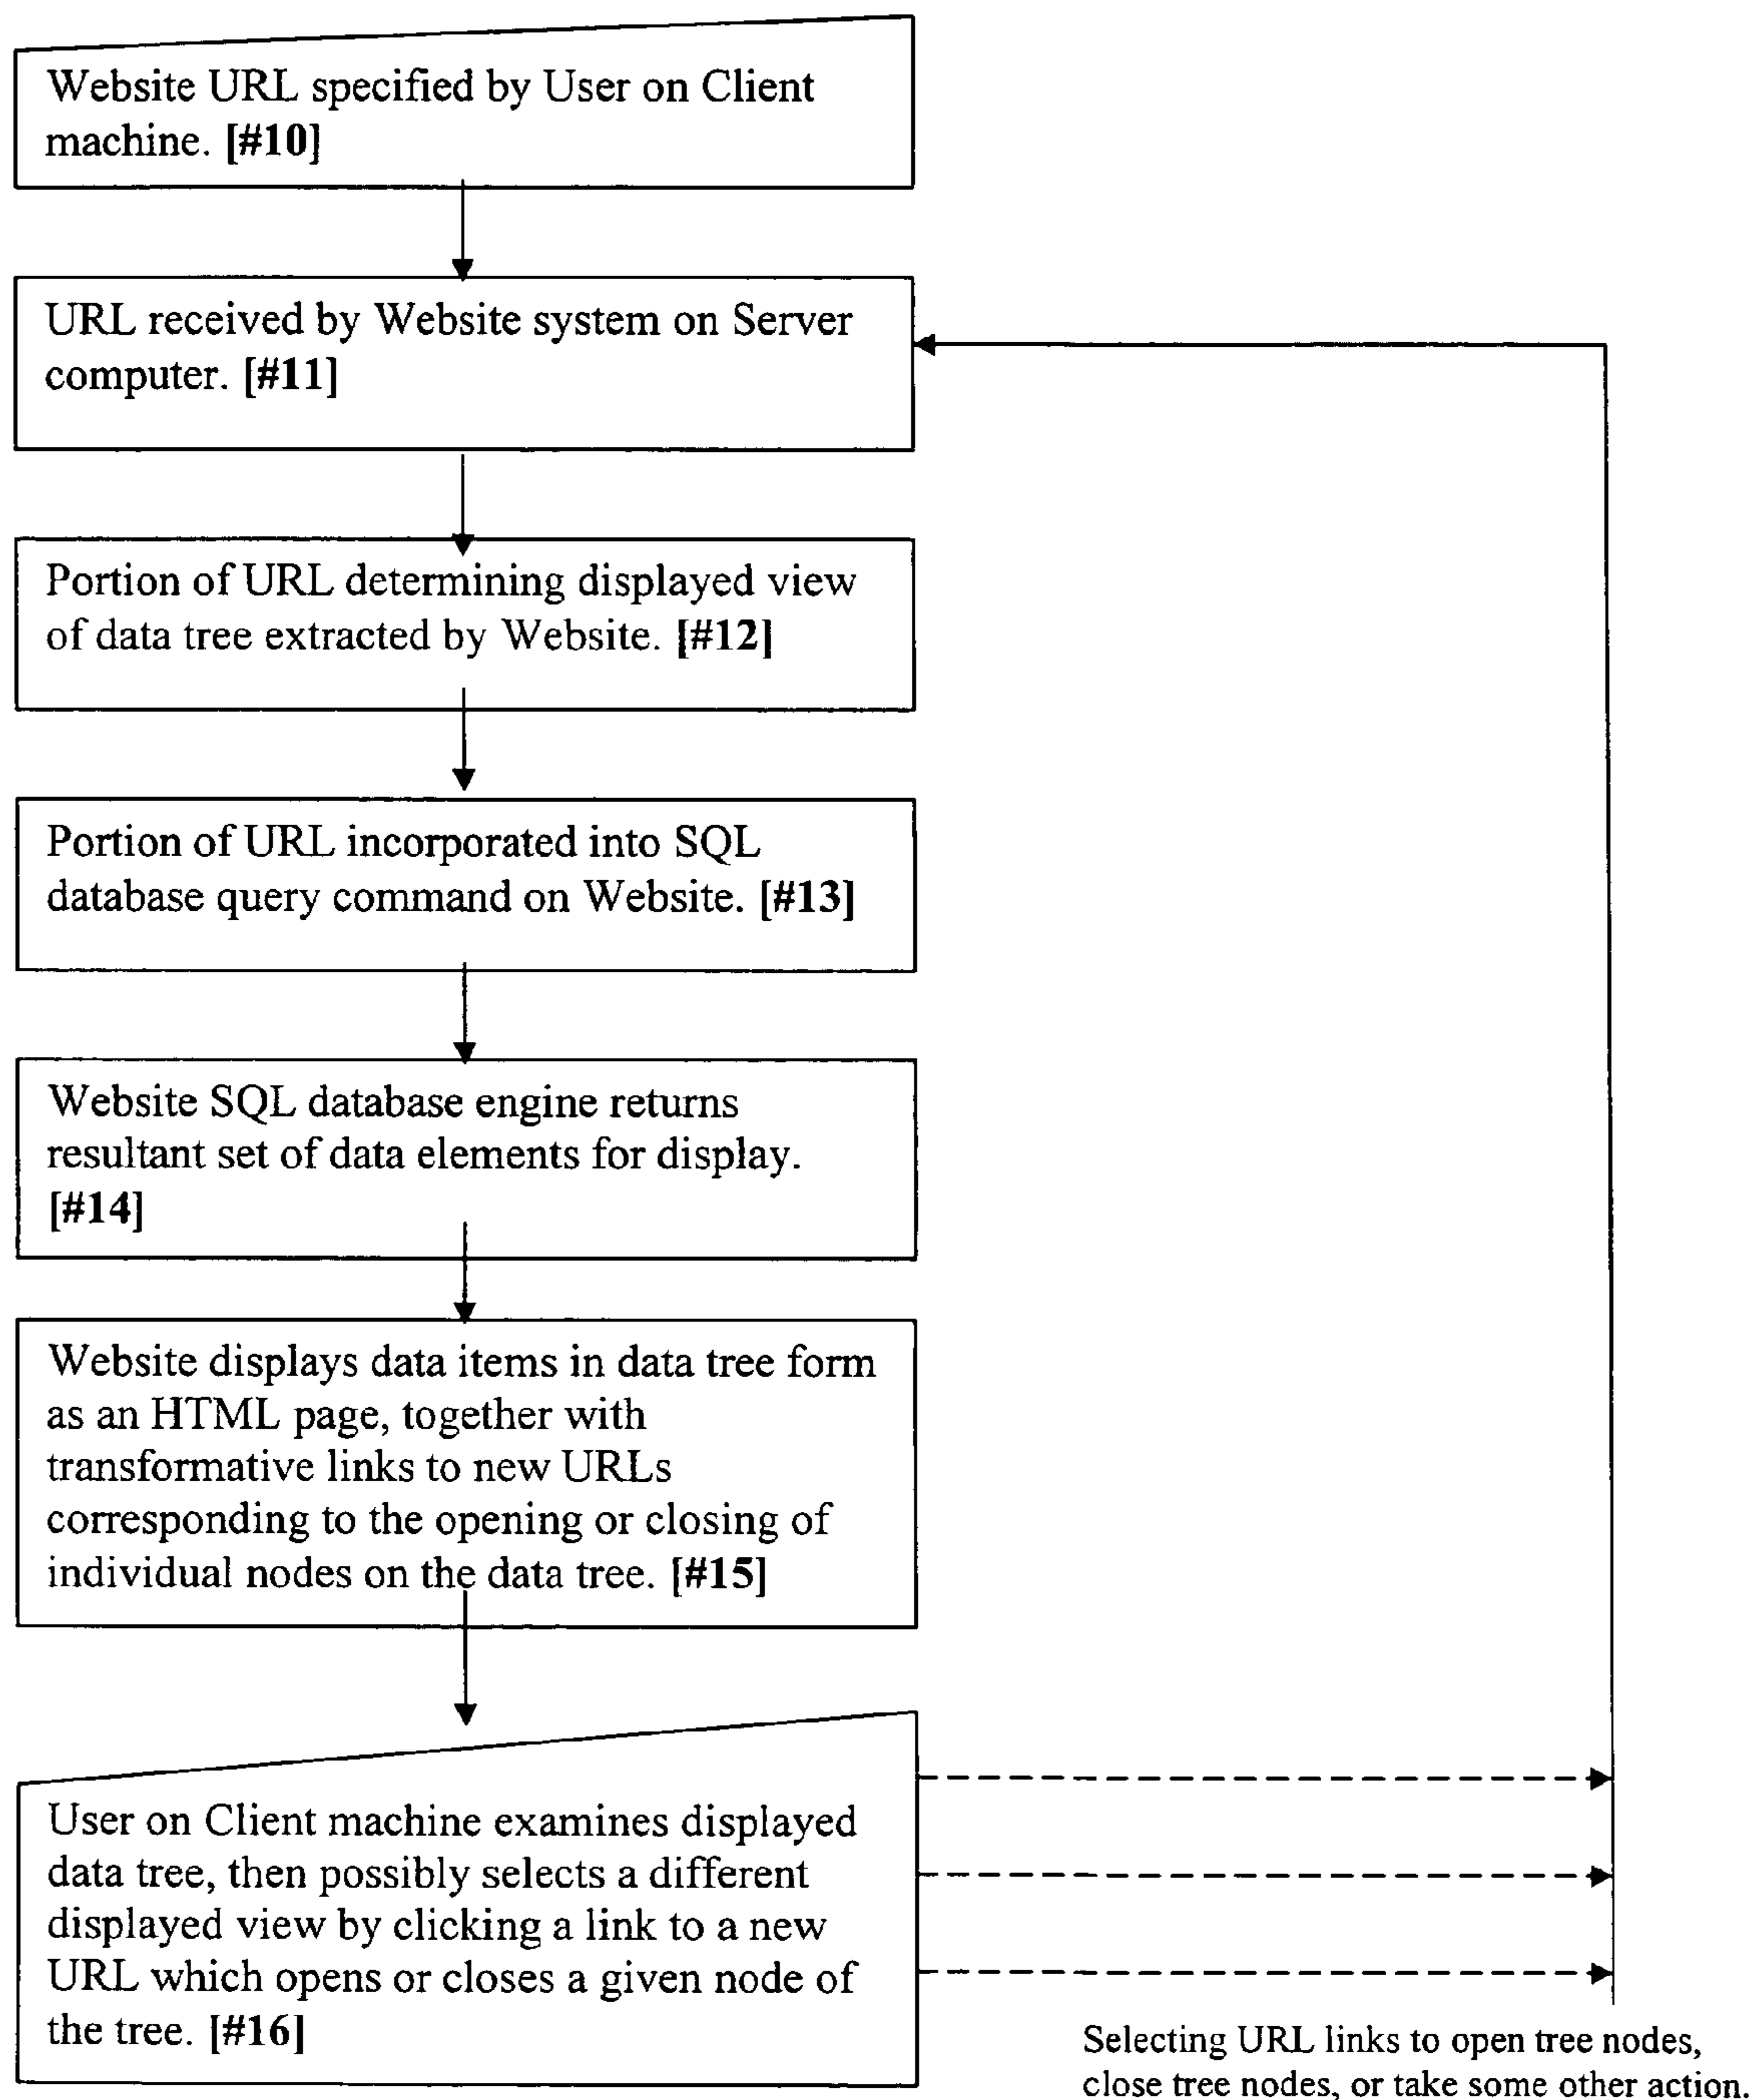 Website URL specified by User on Client
machine. [#10]
URL received by Website system on Server
computer. [#11]
Portion of URL determining displayed view
of data tree extracted by Website. [#12]
Portion of URL incorporated into SQL
database query command on Website. [#13]
Website SQL database engine returns
resultant set of data elements for display.
[#14]
Website displays data items in data tree form
as an HTML page, together with
transformative links to new URLs
corresponding to the opening or closing of
individual nodes on the data tree. [#15]
User on Client machine examines displayed
data tree, then possibly selects a different
displayed view by clicking a link to a new
URL which opens or closes a given node of
the tree. [#16]
Selecting URL links to open tree nodes,
close tree nodes, or take some other action.